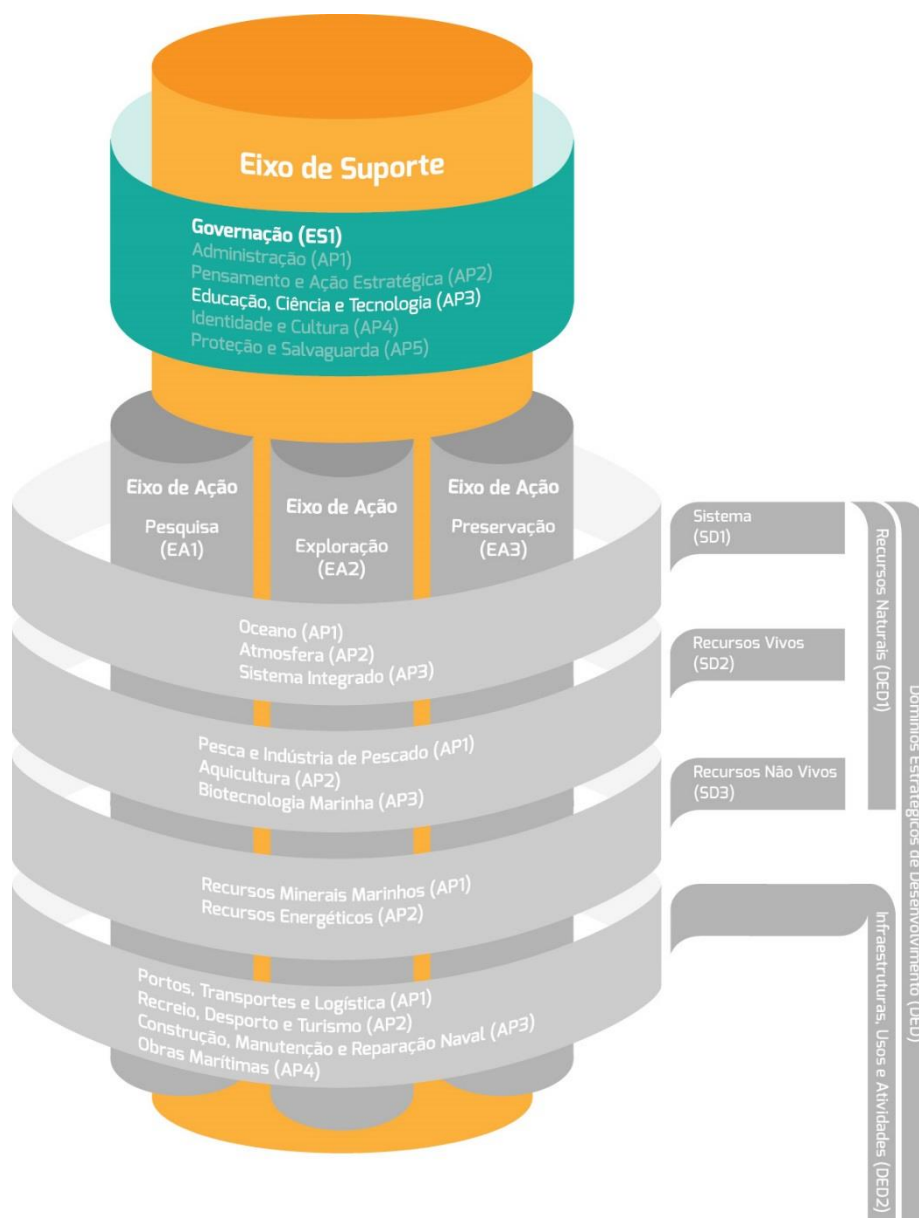 Eixo de Suporte
Governação (ES1)
Administração (AP1)
Pensamento e Ação Estratégica (AP2)
Educação, Ciência e Tecnologia (AP3)
Identidade e Cultura (AP4)
Proteção e Salvaguarda (AP5)
Eixo de Ação
Pesquisa
(EA1)
Eixo de Ação
Exploração
(EA2)
Eixo de Ação
Preservação
(EA3)
Oceano (AP1)
Atmosfera (AP2)
Sistema Integrado (AP3)
Pesca e Indústria de Pescado (AP1)
Aquicultura (AP2)
Biotecnologia Marinha (AP3)
Recursos Minerais Marinhos (AP1)
Recursos Energéticos (AP2)
Portos, Transportes e Logística (AP1)
Recreio, Desporto e Turismo (AP2)
Construção, Manutenção e Reparação Naval (AP3)
Obras Marítimas (AP4)
Sistema
(SD1)
Recursos Vivos
(SD2)
Recursos Não Vivos
(SD3)
Recursos Naturais (DED1)
Infraestruturas, Usos e Atividades (DED2)
Domínios Estratégicos de Desenvolvimento (DED)